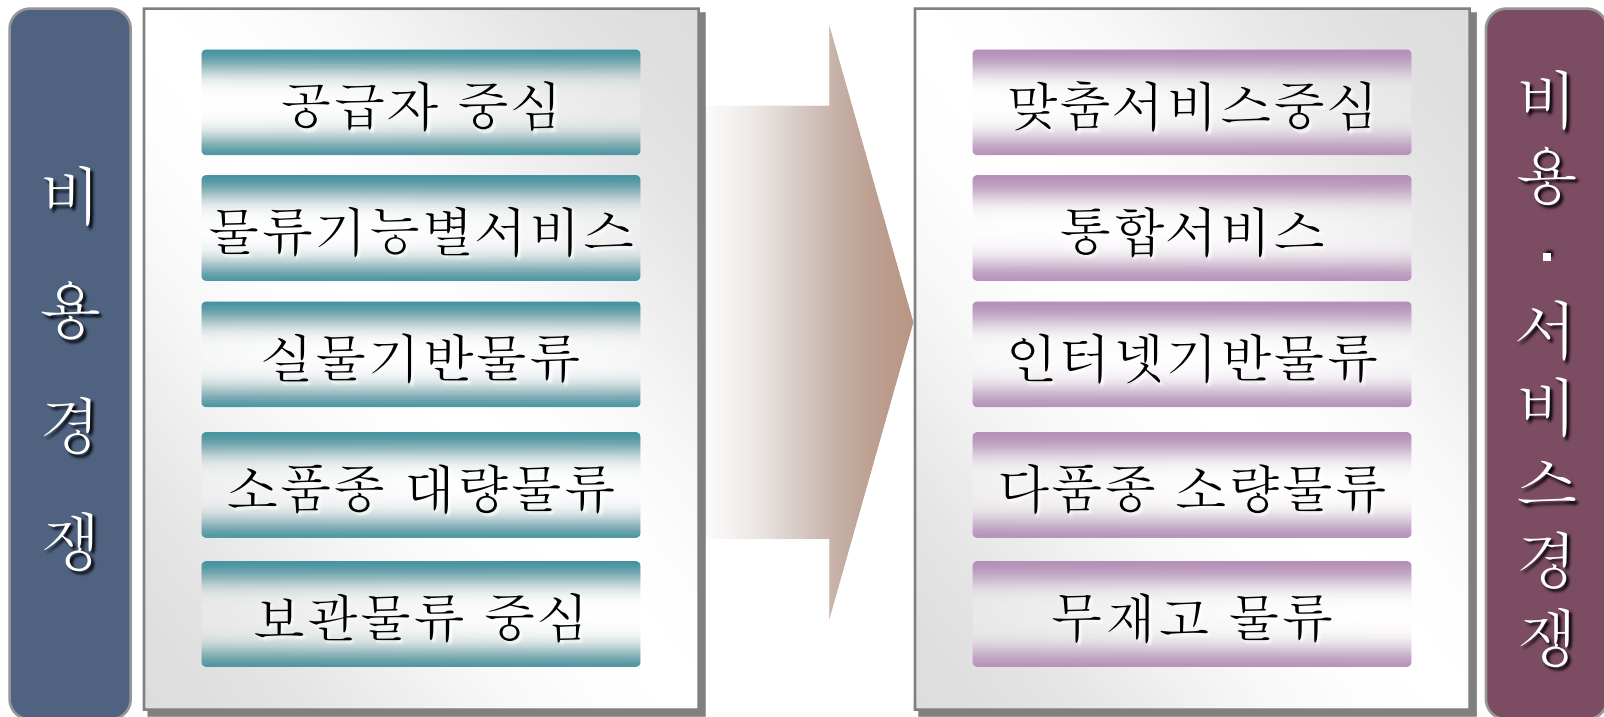 비용경쟁
공급자 중심
물류기능별서비스
실물기반물류
소품종 대량물류
보관물류 중심
맞춤서비스중심
통합서비스
인터넷기반물류
다품종 소량물류
무재고 물류
비용·서비스경쟁